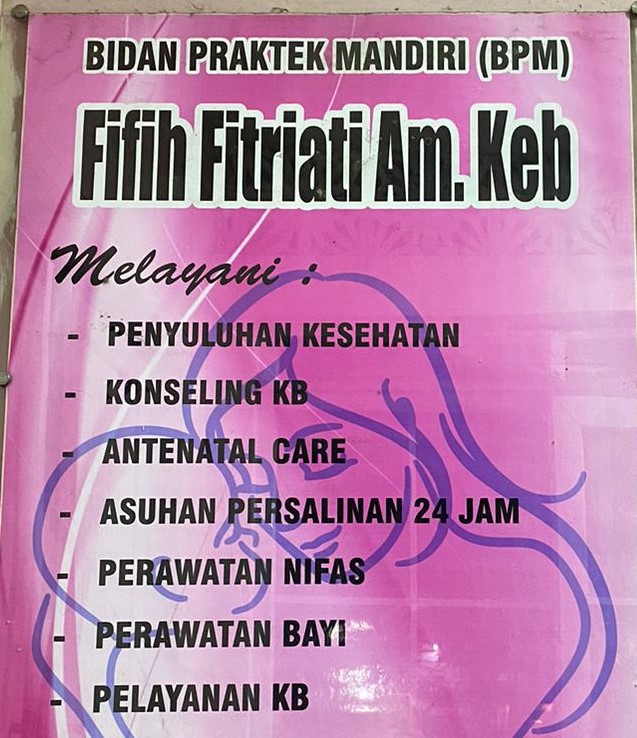 BIDAN PRAKTEK MANDIRI (BPM)
Fifih Fitriati Am. Keb
Melayani :
- PENYULUHAN KESEHATAN
- KONSELING KB
- ANTENATAL CARE
- ASUHAN PERSALINAN 24 JAM
- PERAWATAN NIFAS
- PERAWATAN BAYI
- PELAYANAN KB